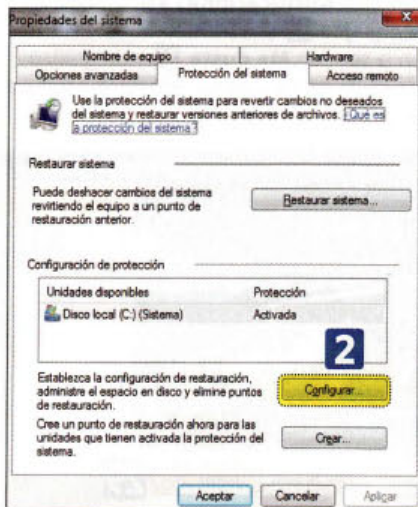 Propiedades del sistema
Nombre de equipo
Hardware
Opciones avanzadas
Protección del sistema
Acceso remoto
Use la protección del sistema para revertir cambios no deseados
del sistema y restaurar versiones anteriores de archivos. ¿Qué es
la protección del sistema?
Restaurar sistema
Puede deshacer cambios del sistema
revirtiendo el equipo a un punto de
restauración anterior.
Restaurar sistema...
Configuración de protección
Unidades disponibles
Protección
Disco local (C:) (Sistema)
Activada
2
Establezca la configuración de restauración,
administre el espacio en disco y elimine puntos
de restauración.
Configurar...
Cree un punto de restauración ahora para las
unidades que tienen activada la protección del
sistema.
Crear...
Aceptar
Cancelar
Aplicar